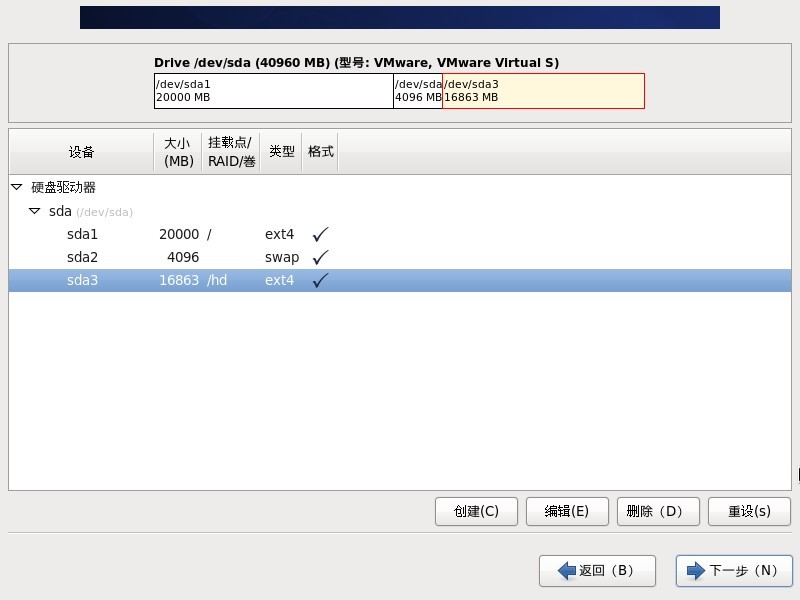 Drive /dev/sda (40960 MB) (型号: VMware, VMware Virtual S)
/dev/sda1
20000 MB
/dev/sda
4096 MB
/dev/sda3
16863 MB
设备
大小
(MB)
挂载点/
RAID/卷
类型
格式
硬盘驱动器
sda (/dev/sda)
sda1 20000 / ext4
sda2 4096 swap
sda3 16863 /hd ext4
创建(C) 编辑(E) 删除（D） 重设(s)
返回（B） 下一步（N）